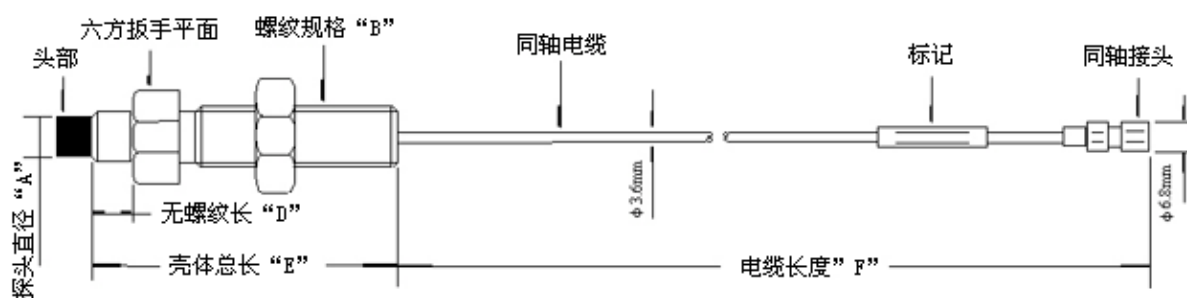 六方扳手平面
螺纹规格“B”
头部
同轴电缆
标记
同轴接头
探头直径“A”
无螺纹长“D”
壳体总长“E”
φ3.6mm
φ6.8mm
电缆长度”F”